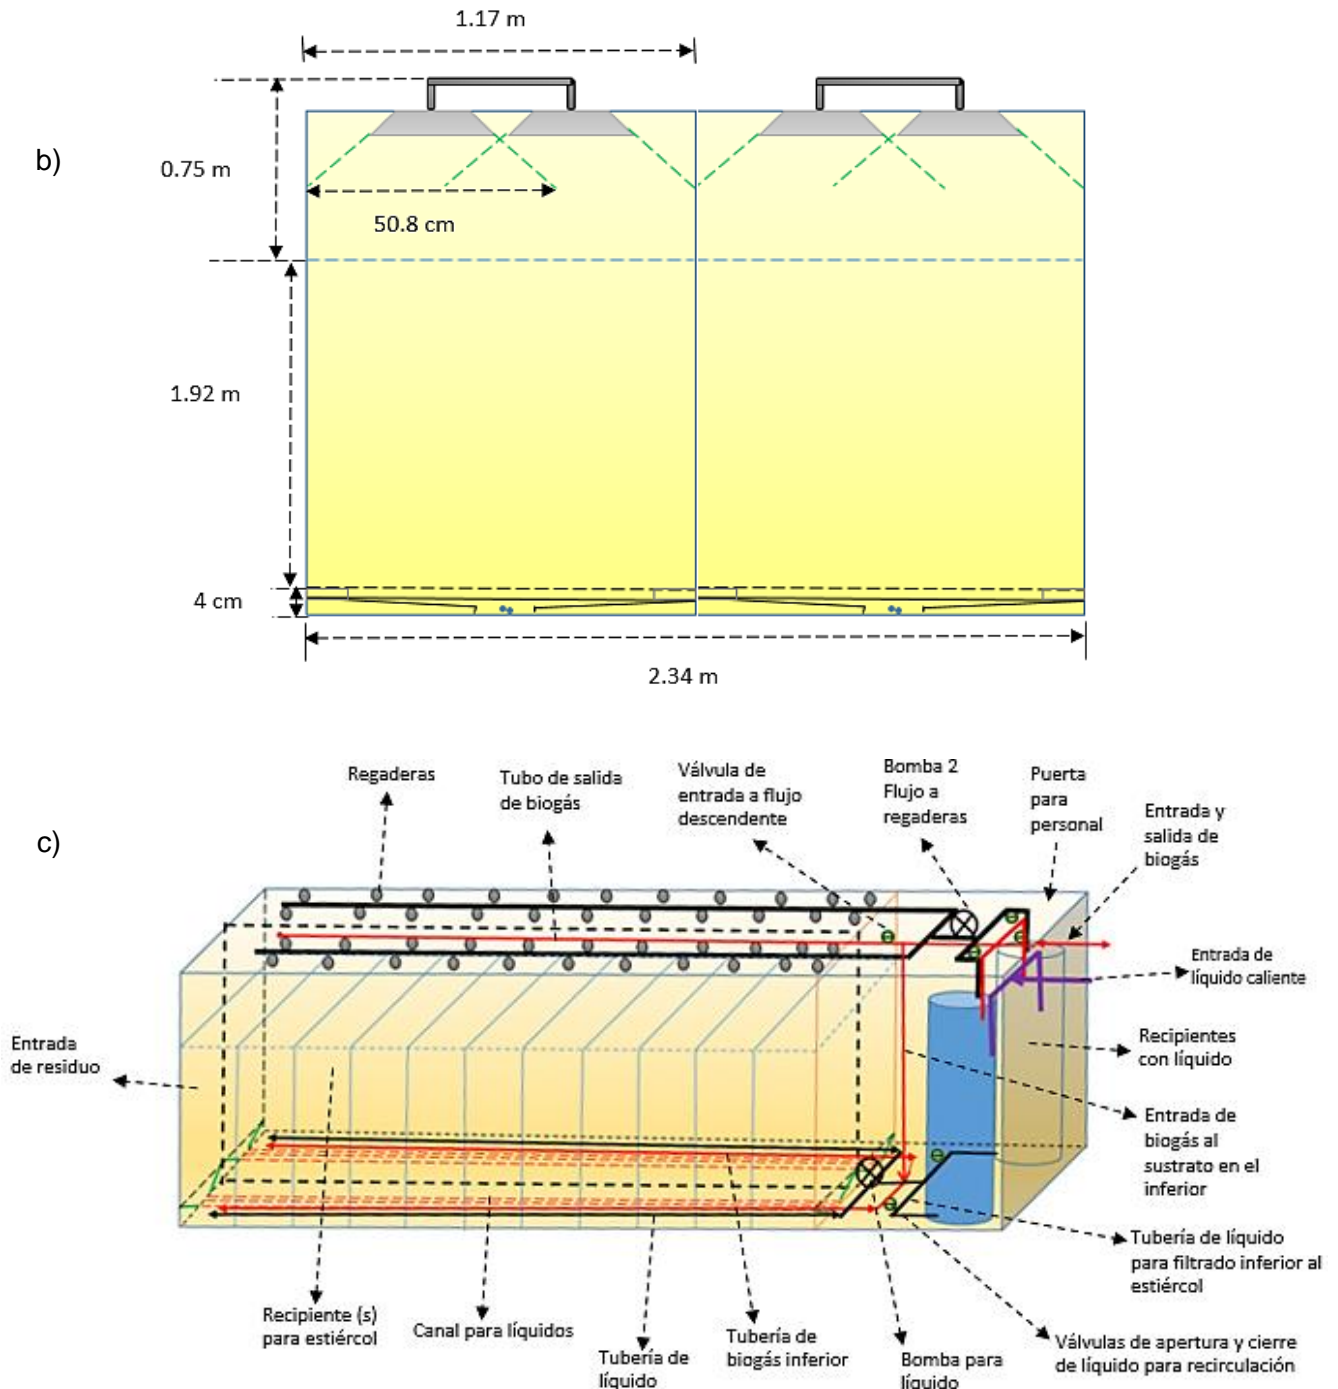 1.17 m
b)
0.75 m
50.8 cm
1.92 m
4 cm
2.34 m
c)
Regaderas
Tubo de salida
de biogás
Válvula de
entrada a flujo
descendente
Bomba 2
Flujo a
regaderas
Puerta
para
personal
Entrada y
salida de
biogás
Entrada de
líquido caliente
Recipientes
con líquido
Entrada de
biogás al
sustrato en el
inferior
Tubería de líquido
para filtrado inferior al
estiércol
Válvulas de apertura y cierre
de líquido para recirculación
Entrada
de residuo
Recipiente (s)
para estiércol
Canal para líquidos
Tubería de
líquido
Tubería de
biogás inferior
Bomba para
líquido